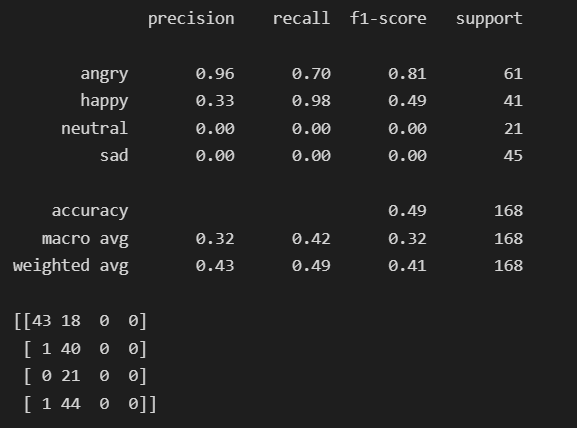 precision recall f1-score support
angry 0.96 0.70 0.81 61
happy 0.33 0.98 0.49 41
neutral 0.00 0.00 0.00 21
sad 0.00 0.00 0.00 45
accuracy 0.49 168
macro avg 0.32 0.42 0.32 168
weighted avg 0.43 0.49 0.41 168
[[43 18 0 0]
[ 1 40 0 0]
[ 0 21 0 0]
[ 1 44 0 0]]